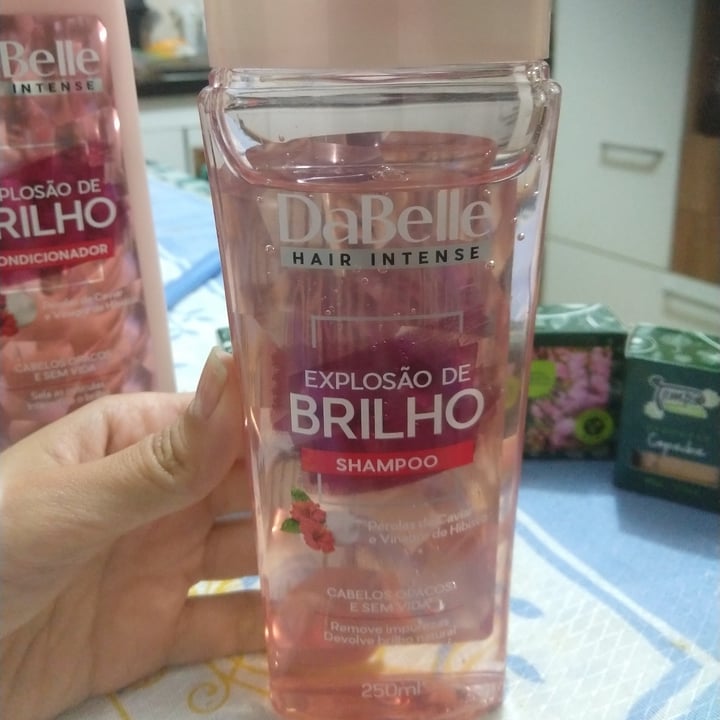 Belle
INTENSE
PLOSÃO DE
RILHO
ONDICIONADOR
CABELOS OPACOS
E SEM VIDA
DaBelle
HAIR INTENSE
EXPLOSÃO DE
BRILHO
SHAMPOO
Pérolas de Caviar
e Vinagre de Hibisco
CABELOS OPACOS
E SEM VIDA
Remove impurezas
Devolve brilho natural
250ml